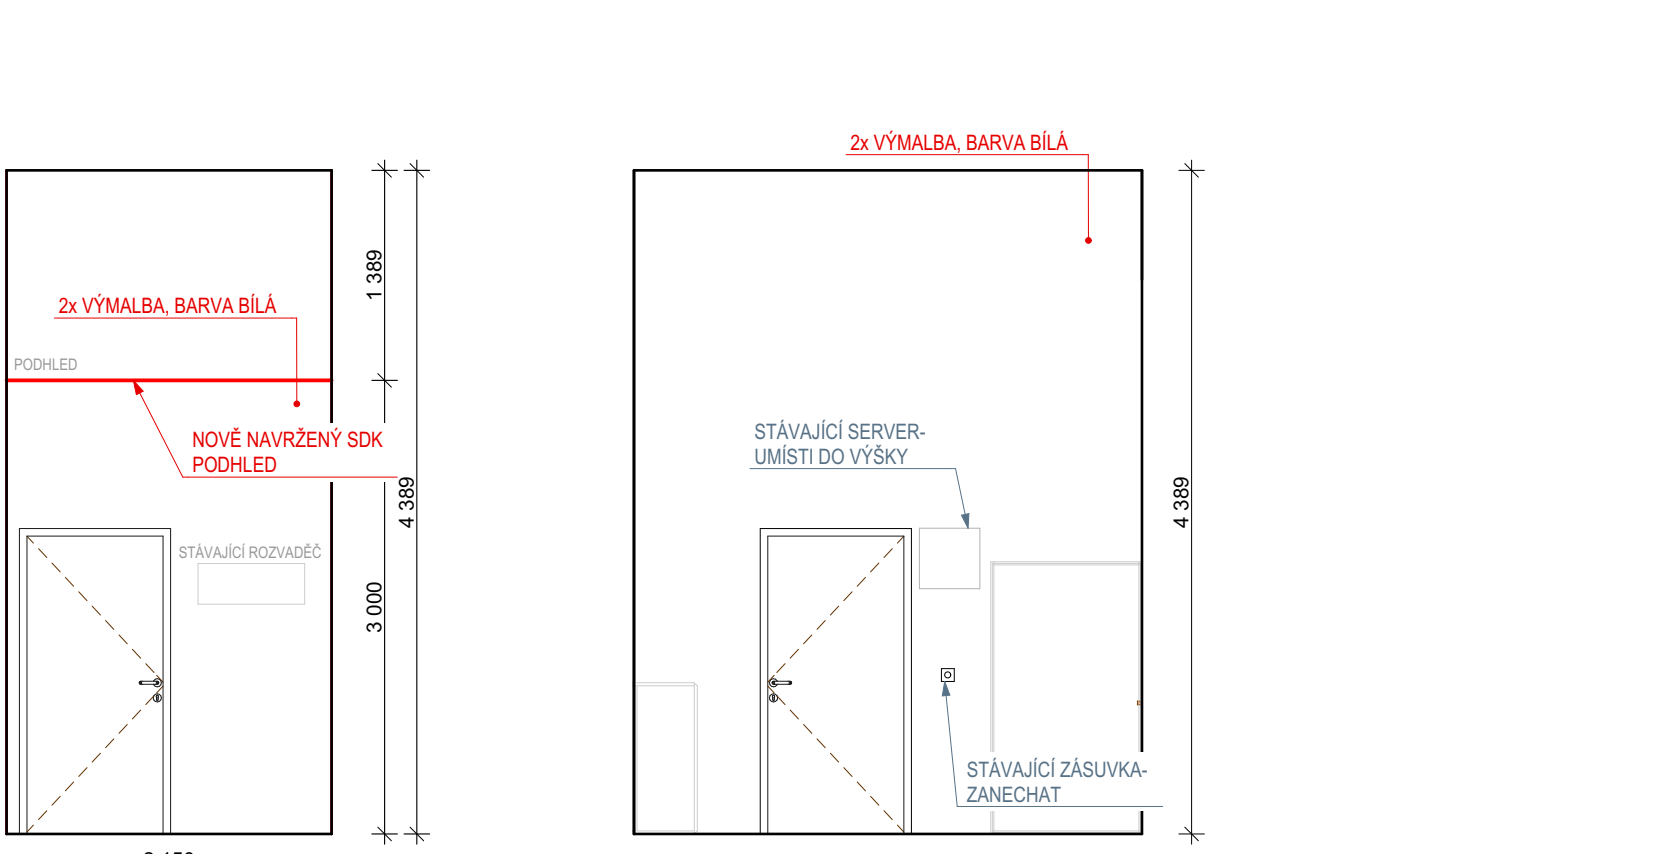 2x VÝMALBA, BARVA BÍLÁ
1 389
2x VÝMALBA, BARVA BÍLÁ
PODHLED
NOVĚ NAVRŽENÝ SDK
PODHLED
4 389
STÁVAJÍCÍ ROZVADĚČ
3 000
STÁVAJÍCÍ SERVER-
UMÍSTI DO VÝŠKY
4 389
STÁVAJÍCÍ ZÁSUVKA-
ZANECHAT